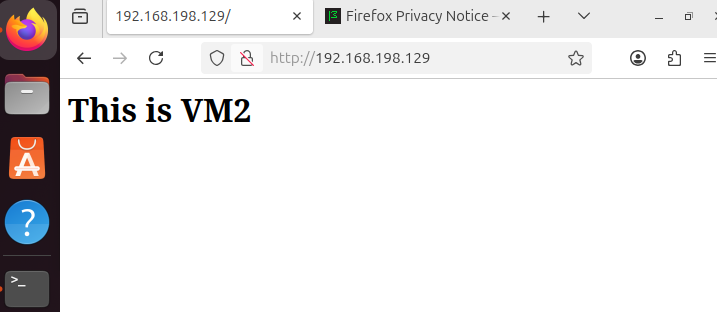 192.168.198.129/
Firefox Privacy Notice –
http://192.168.198.129
This is VM2